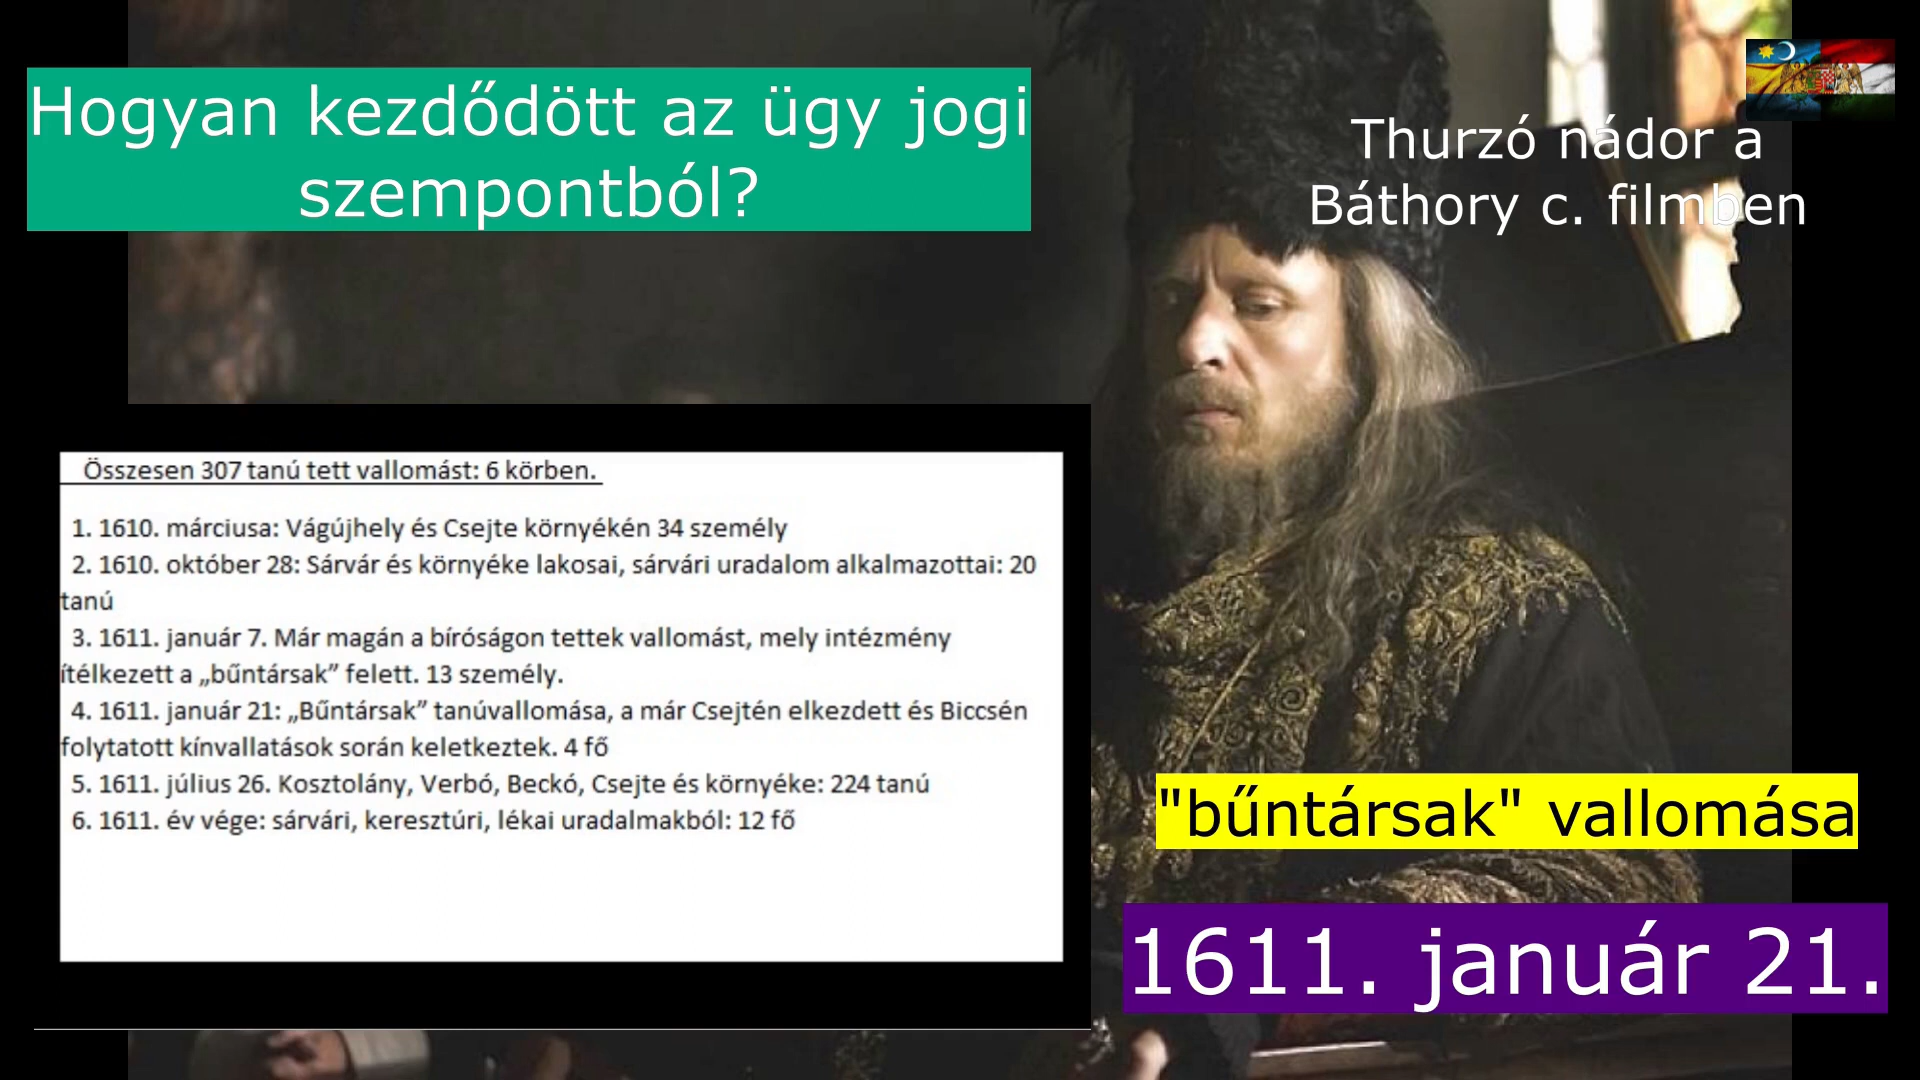 Hogyan kezdődött az ügy jogi
szempontból?
Thurzó nádor a
Báthory c. filmben
Összesen 307 tanú tett vallomást: 6 körben.
1. 1610. márciusa: Vágújhely és Csejte környékén 34 személy
2. 1610. október 28: Sárvár és környéke lakosai, sárvári uradalom alkalmazottai: 20
tanú
3. 1611. január 7. Már magán a bíróságon tettek vallomást, mely intézmény
ítélkezett a „bűntársak” felett. 13 személy.
4. 1611. január 21: „Bűntársak” tanúvallomása, a már Csejtén elkezdett és Biccsén
folytatott kínvallatások során keletkeztek. 4 fő
5. 1611. július 26. Kosztolány, Verbó, Beckó, Csejte és környéke: 224 tanú
6. 1611. év vége: sárvári, keresztúri, lékai uradalmakból: 12 fő
"bűntársak" vallomása
1611. január 21.